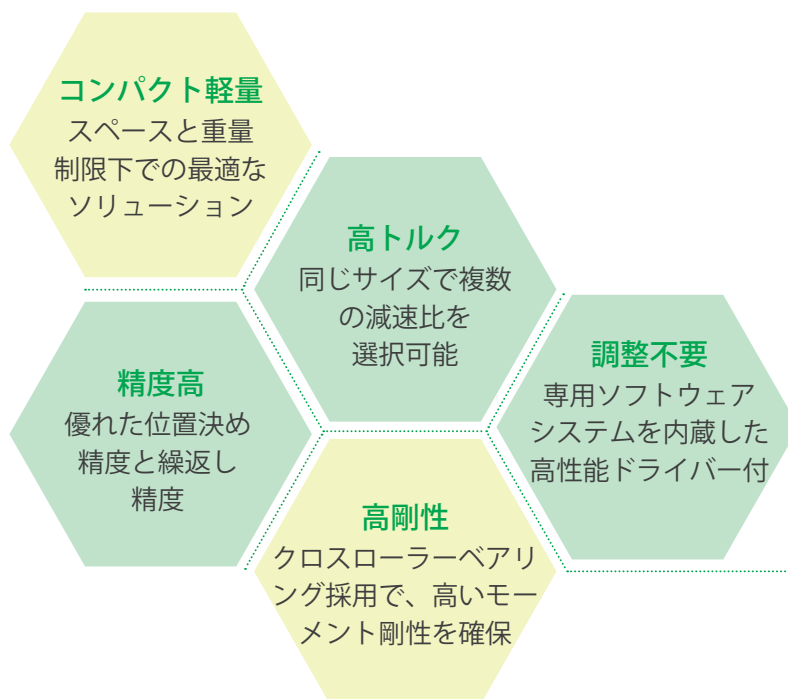 コンパクト軽量
スペースと重量
制限下での最適な
ソリューション
高トルク
同じサイズで複数
の減速比を
選択可能
精度高
優れた位置決め
精度と繰返し
精度
調整不要
専用ソフトウェア
システムを内蔵した
高性能ドライバー付
高剛性
クロスローラーベアリ
ング採用で、高いモー
メント剛性を確保